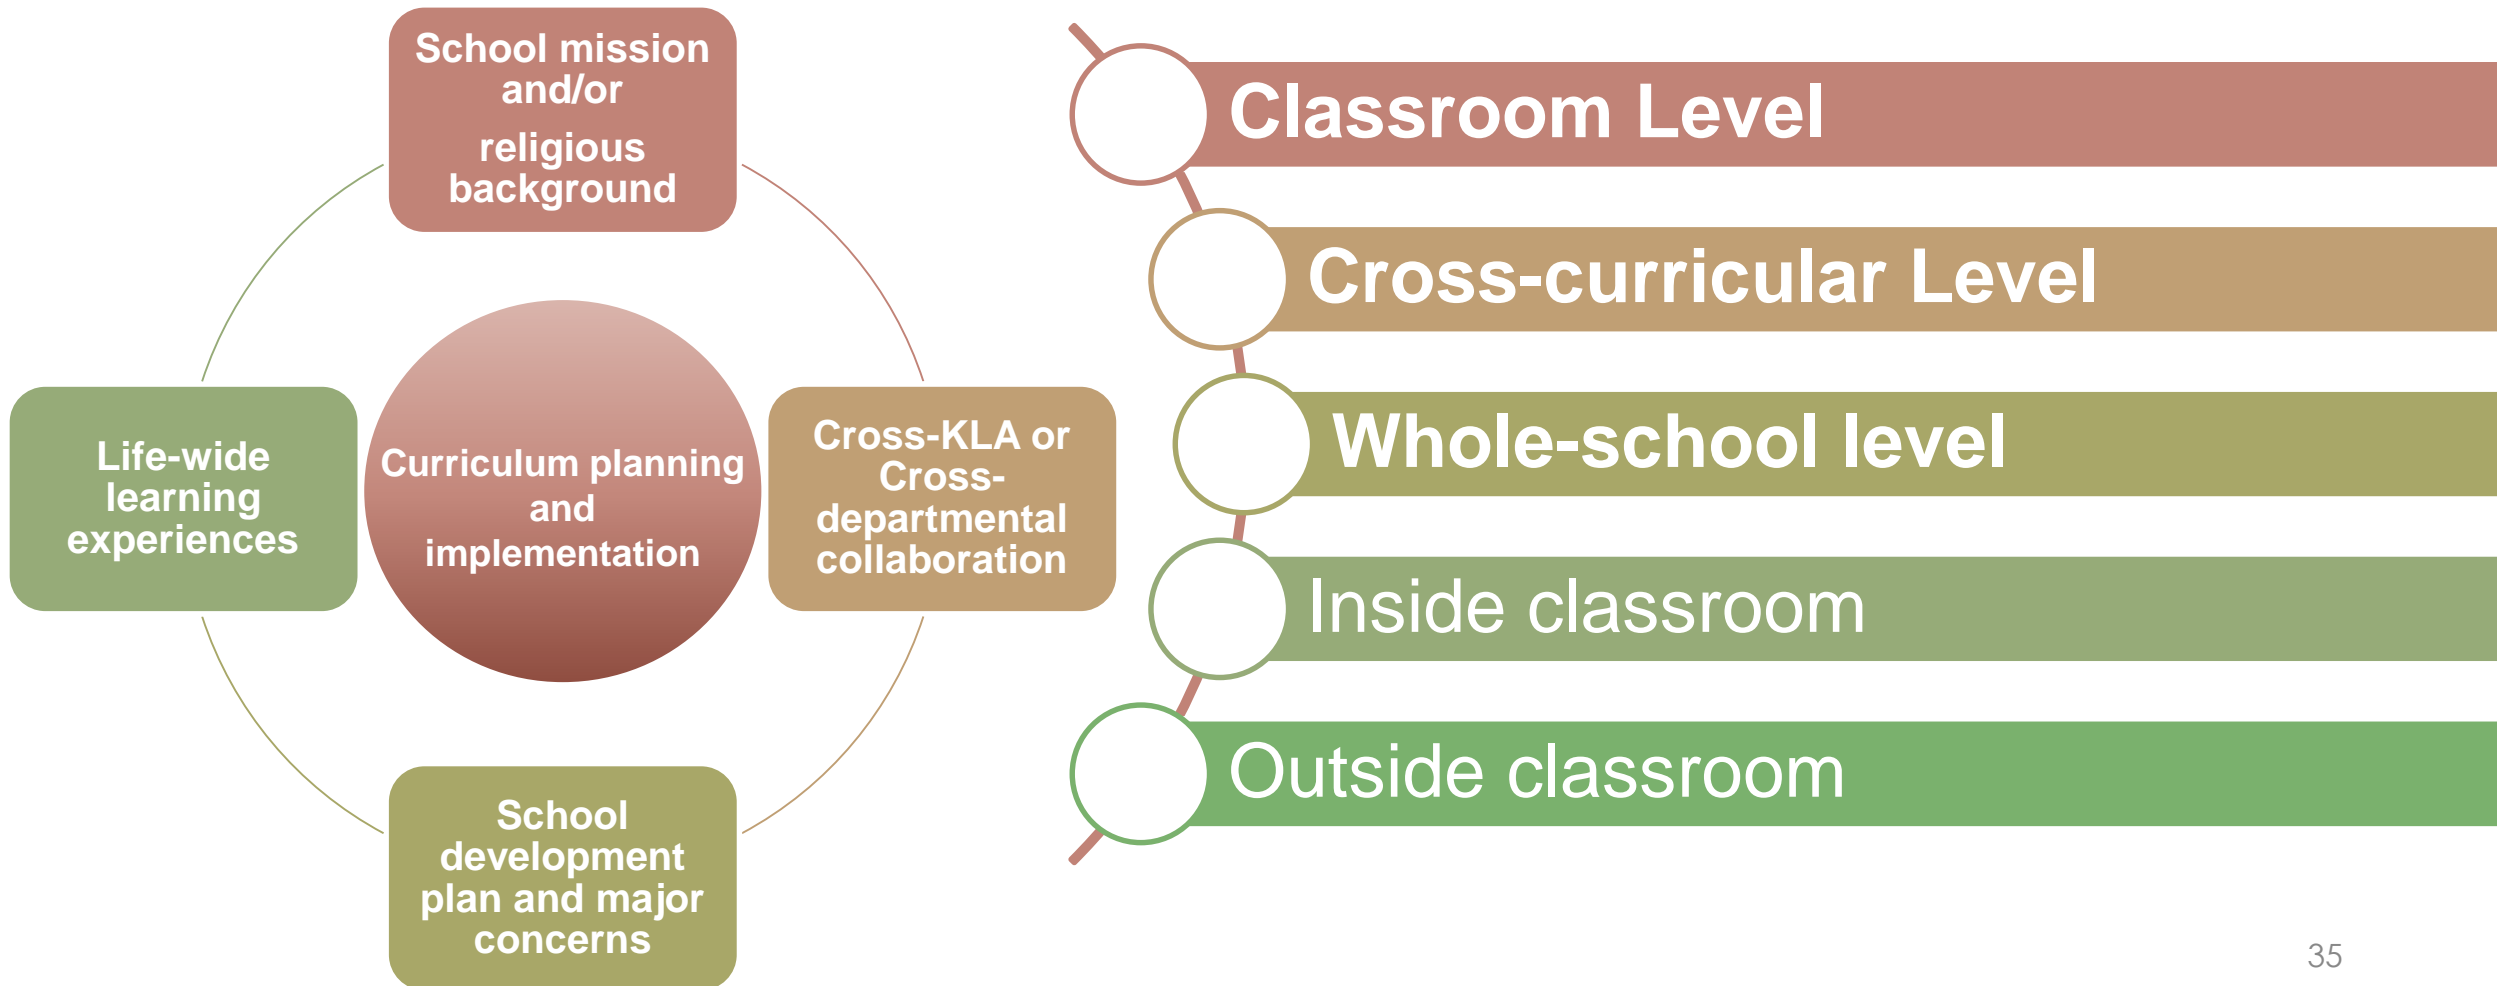 School mission
and/or
religious
background
Life-wide
learning
experiences
Curriculum planning
and
implementation
Cross-KLA or
Cross-
departmental
collaboration
School
development
plan and major
concerns
Classroom Level
Cross-curricular Level
Whole-school level
Inside classroom
Outside classroom
35